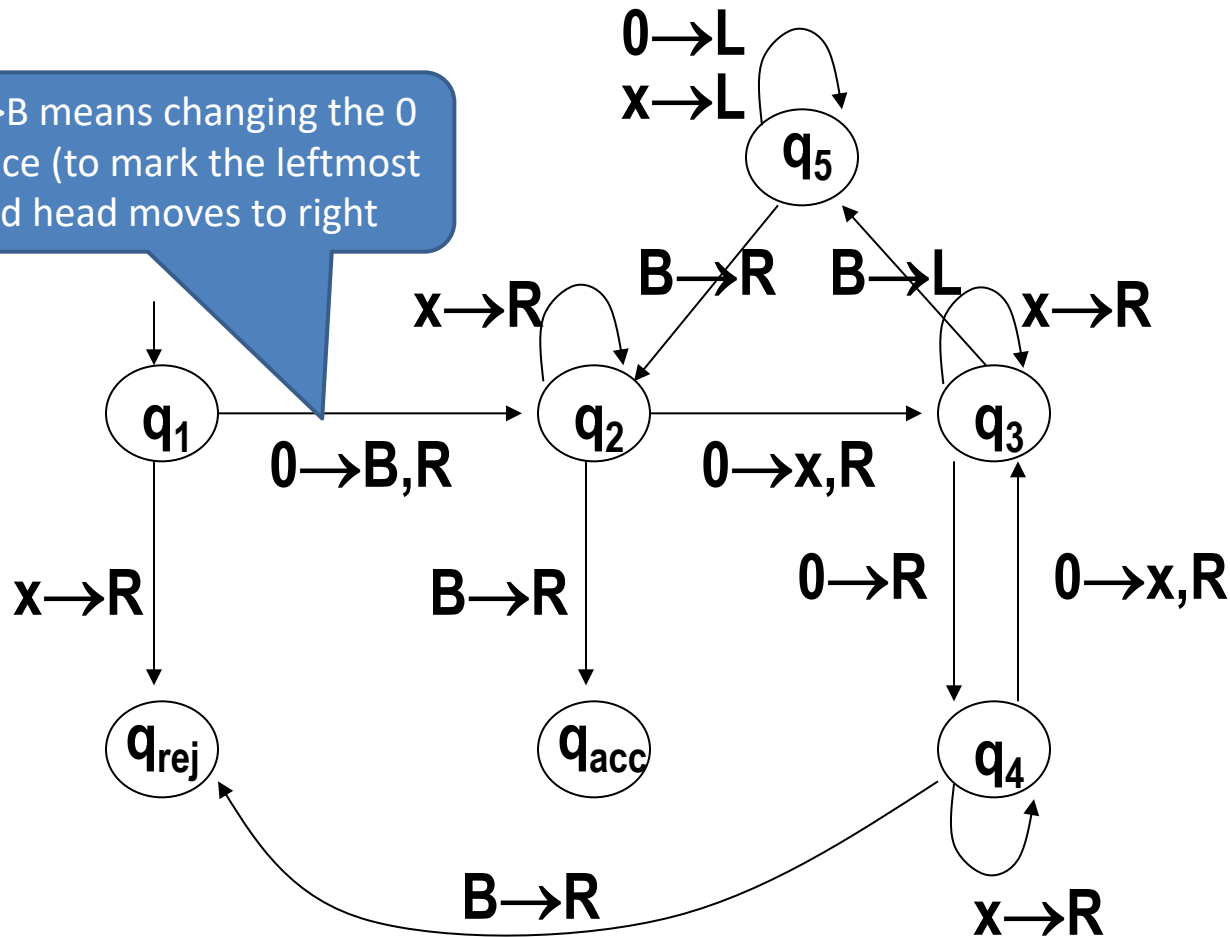 0→L
x→L
q5
>B means changing the 0
ce (to mark the leftmost
d head moves to right
B→R B→L
x→R x→R
q1 q2 q3
0→B,R 0→x,R
x→R B→R 0→R 0→x,R
qrej qacc q4
B→R
x→R